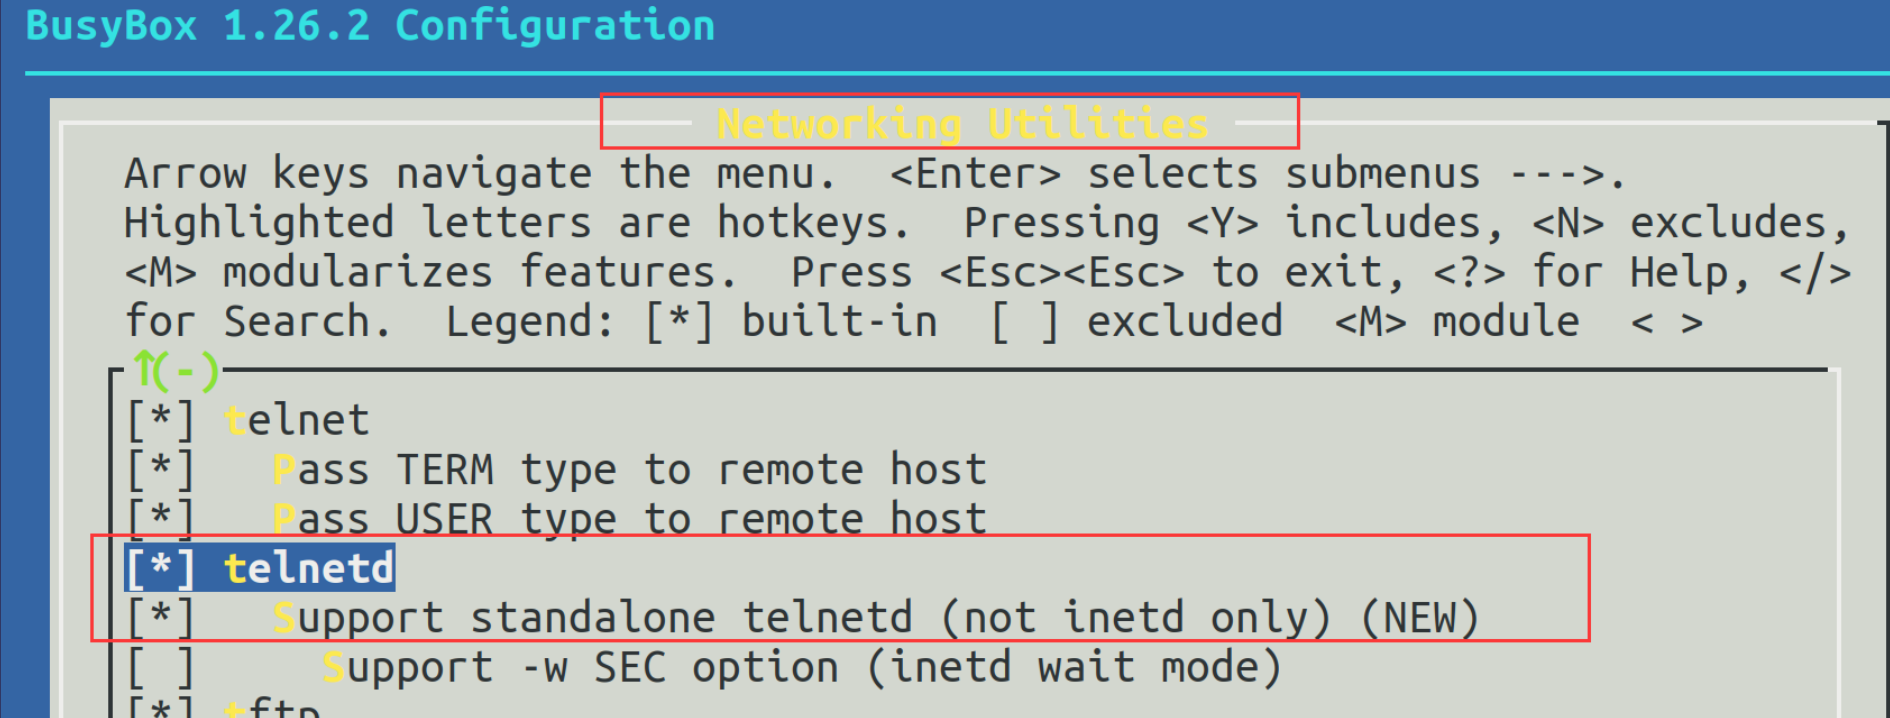 BusyBox 1.26.2 Configuration
Networking Utilities
Arrow keys navigate the menu.  <Enter> selects submenus --->.
Highlighted letters are hotkeys.  Pressing <Y> includes, <N> excludes,
<M> modularizes features.  Press <Esc><Esc> to exit, <?> for Help, </>
for Search.  Legend: [*] built-in  [ ] excluded  <M> module  < >
↑(-)
[*] telnet
[*]   Pass TERM type to remote host
[*]   Pass USER type to remote host
[*] telnetd
[*]   Support standalone telnetd (not inetd only) (NEW)
[ ]     Support -w SEC option (inetd wait mode)
[*] tftp